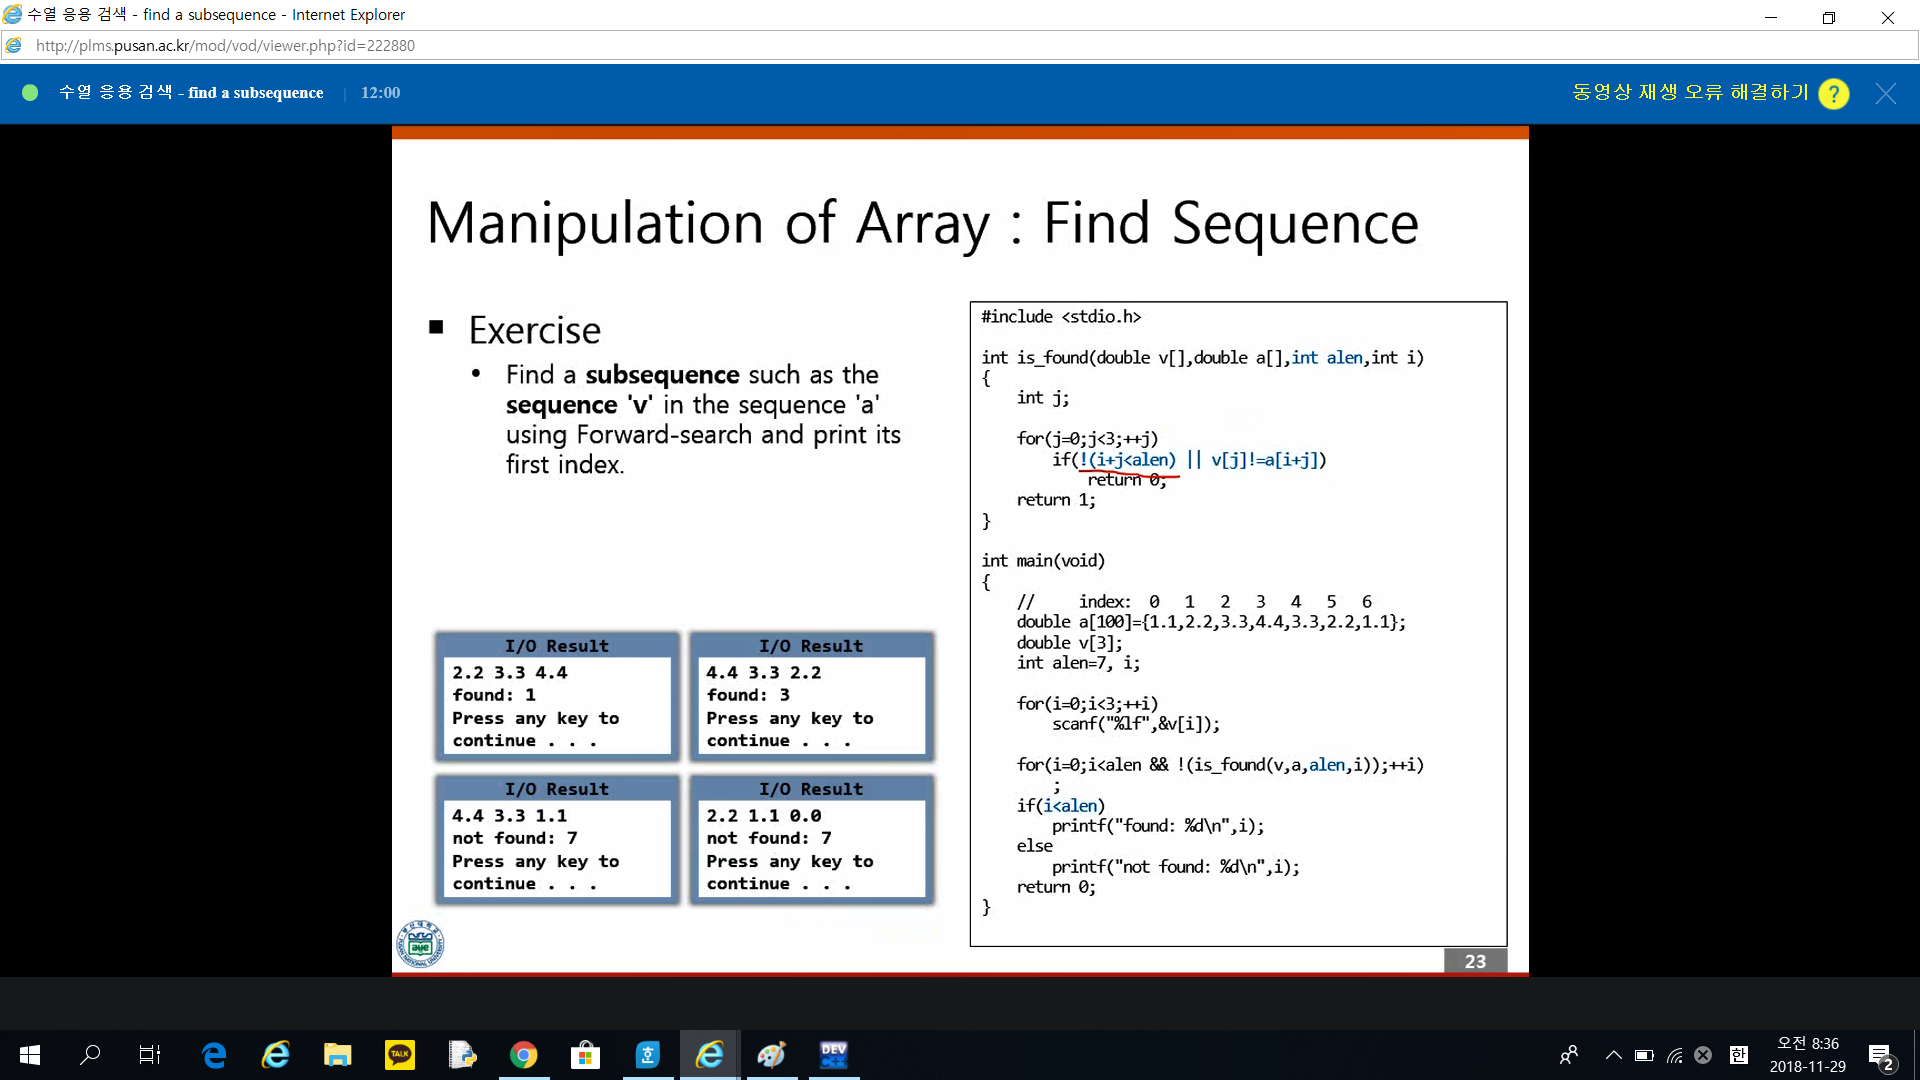 수열 응용 검색 - find a subsequence - Internet Explorer
http://plms.pusan.ac.kr/mod/vod/viewer.php?id=222880
수열 응용 검색 - find a subsequence | 12:00
동영상 재생 오류 해결하기 ?
Manipulation of Array : Find Sequence
Exercise
Find a subsequence such as the
sequence 'v' in the sequence 'a'
using Forward-search and print its
first index.
I/O Result
2.2 3.3 4.4
found: 1
Press any key to
continue . . .
I/O Result
4.4 3.3 2.2
found: 3
Press any key to
continue . . .
I/O Result
4.4 3.3 1.1
not found: 7
Press any key to
continue . . .
I/O Result
2.2 1.1 0.0
not found: 7
Press any key to
continue . . .
#include <stdio.h>
int is_found(double v[],double a[],int alen,int i)
{
int j;
for(j=0;j<3;++j)
if(!(i+j<alen) || v[j]!=a[i+j])
return 0;
return 1;
}
int main(void)
{
// index: 0 1 2 3 4 5 6
double a[100]={1.1,2.2,3.3,4.4,3.3,2.2,1.1};
double v[3];
int alen=7, i;
for(i=0;i<3;++i)
scanf("%lf",&v[i]);
for(i=0;i<alen && !(is_found(v,a,alen,i));++i)
;
if(i<alen)
printf("found: %d\n",i);
else
printf("not found: %d\n",i);
return 0;
}
23
TALK
호
DEV
C++
한
오전 8:36
2018-11-29
2